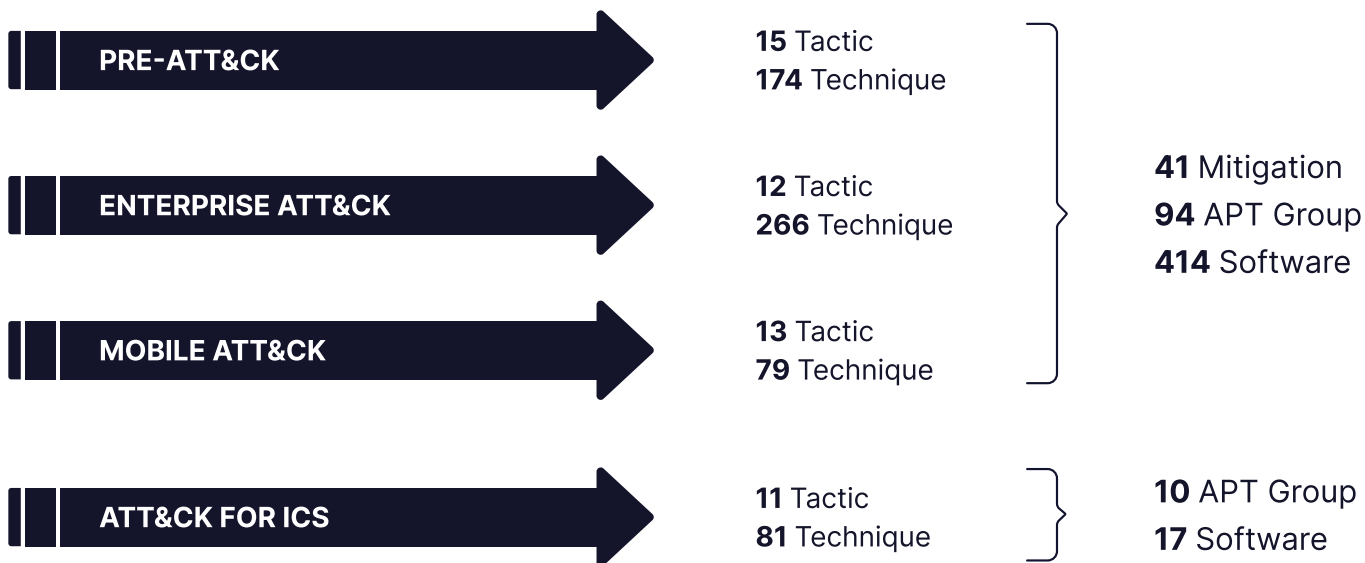 PRE-ATT&CK
15 Tactic
174 Technique
ENTERPRISE ATT&CK
12 Tactic
266 Technique
MOBILE ATT&CK
13 Tactic
79 Technique
41 Mitigation
94 APT Group
414 Software
ATT&CK FOR ICS
11 Tactic
81 Technique
10 APT Group
17 Software